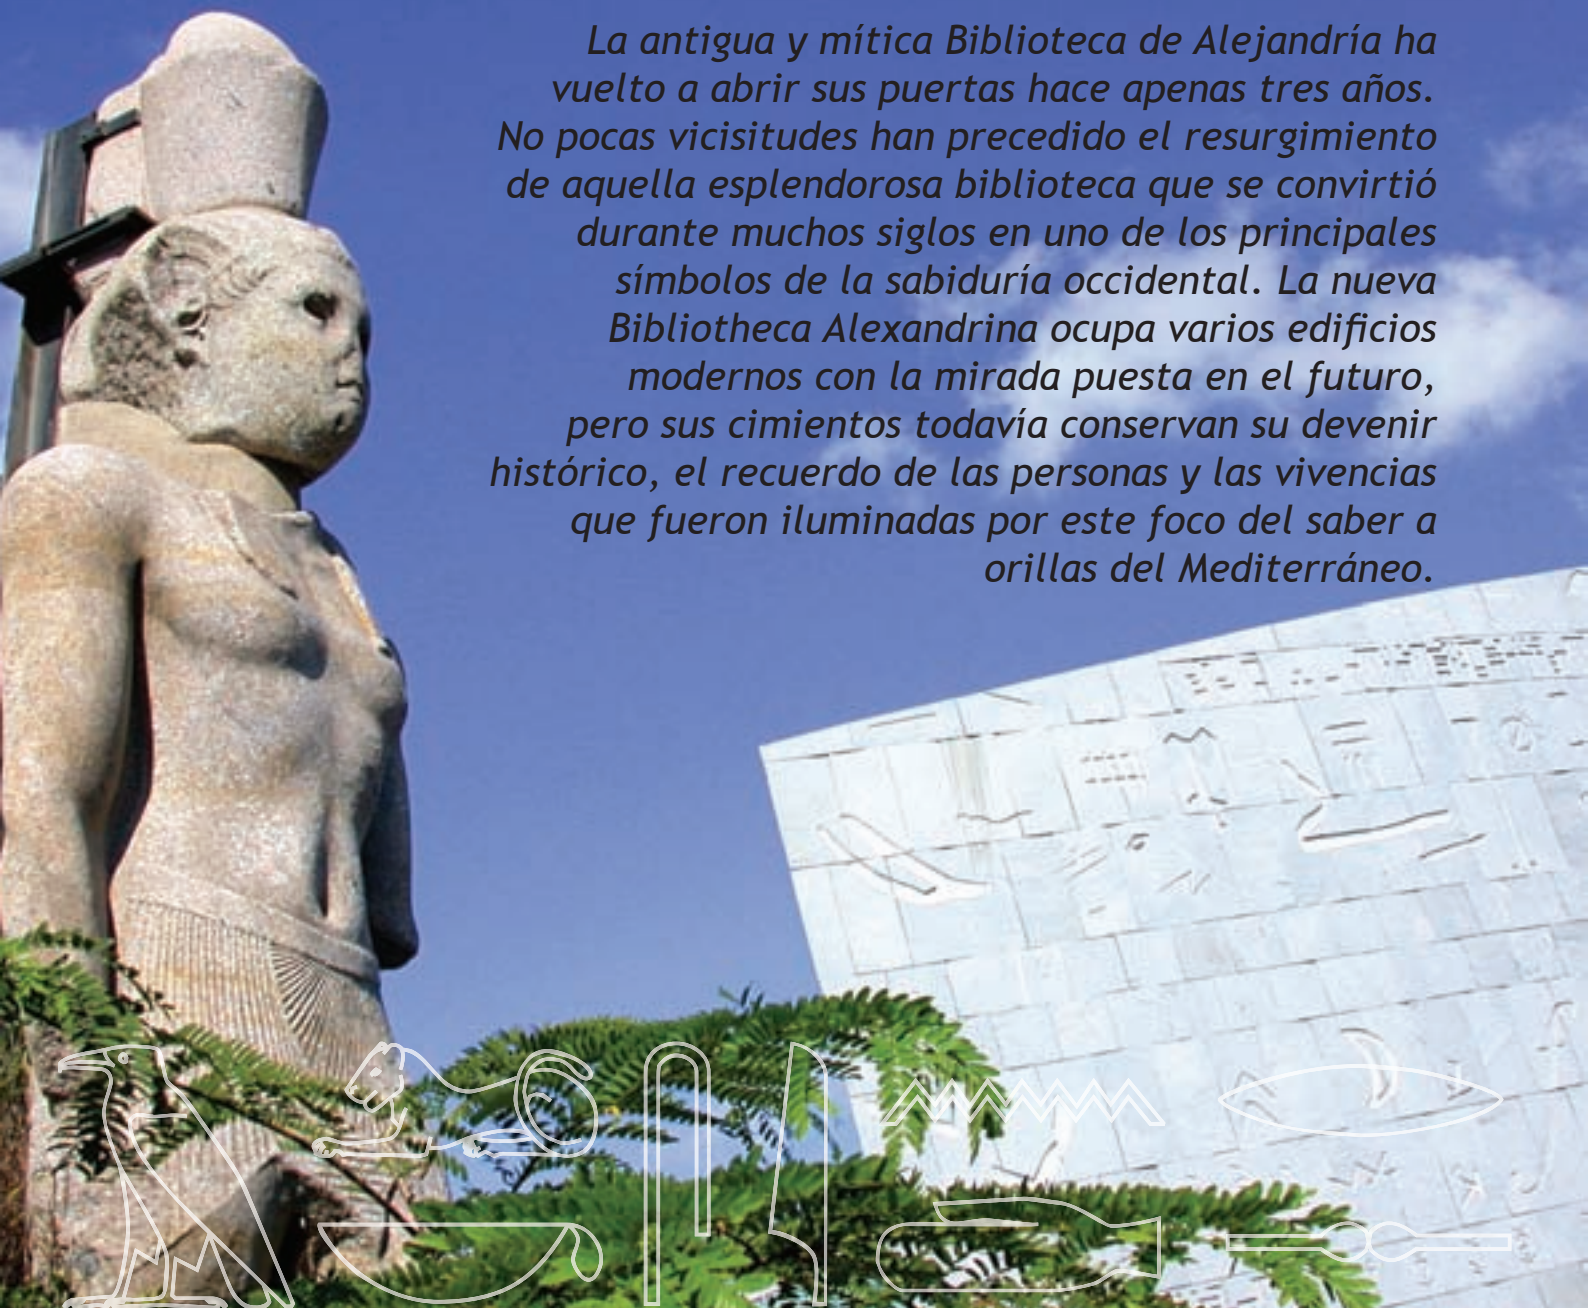 La antigua y mítica Biblioteca de Alejandría ha
vuelto a abrir sus puertas hace apenas tres años.
No pocas vicisitudes han precedido el resurgimiento
de aquella esplendorosa biblioteca que se convirtió
durante muchos siglos en uno de los principales
símbolos de la sabiduría occidental. La nueva
Bibliotheca Alexandrina ocupa varios edificios
modernos con la mirada puesta en el futuro,
pero sus cimientos todavía conservan su devenir
histórico, el recuerdo de las personas y las vivencias
que fueron iluminadas por este foco del saber a
orillas del Mediterráneo.